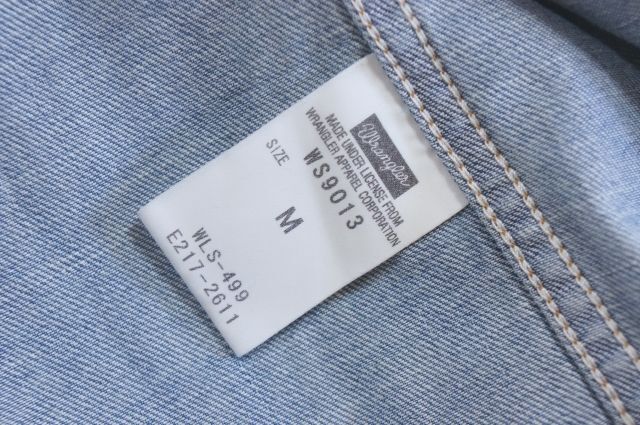 Wrangler
MADE UNDER LICENSE FROM
WRANGLER APPAREL CORPORATION
WS9013
SIZE
M
WLS-499
E217-2611